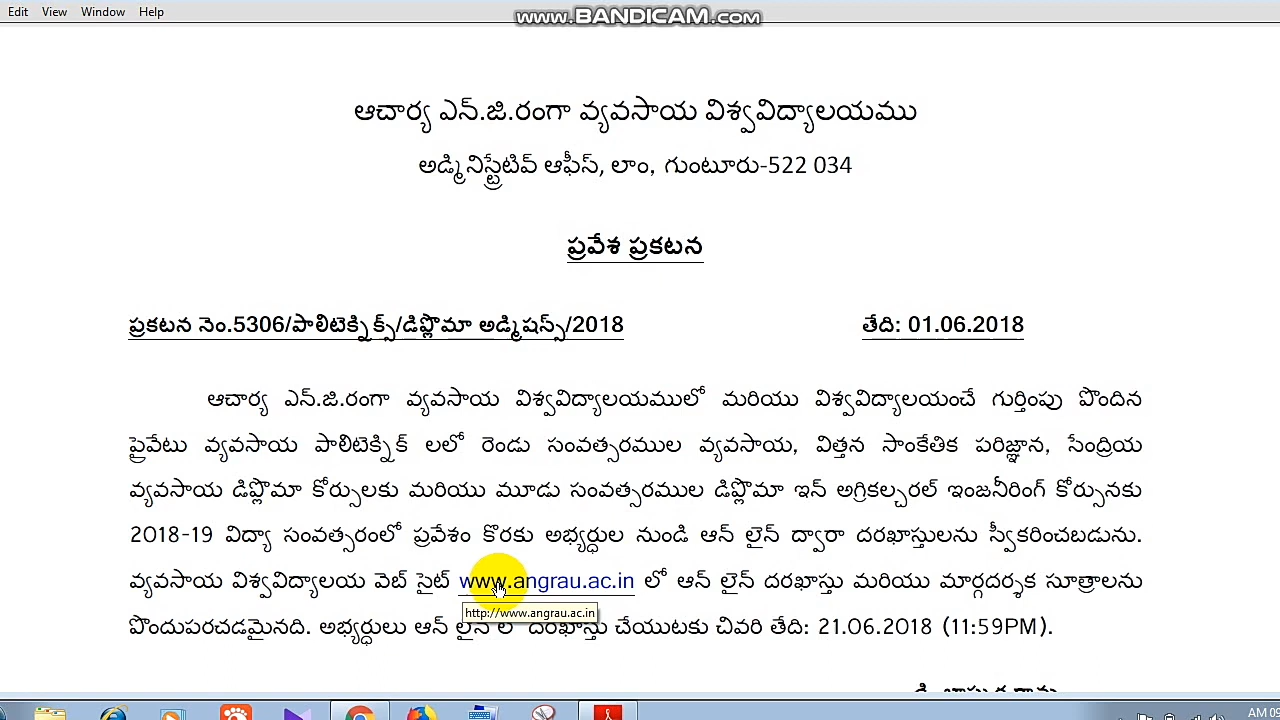 Edit View Window Help
www.BANDICAM.com
ఆచార్య ఎన్.జి.రంగా వ్యవసాయ విశ్వవిద్యాలయము
అడ్మినిస్ట్రేటివ్ ఆఫీస్, లాం, గుంటూరు-522 034
ప్రవేశ ప్రకటన
ప్రకటన నెం.5306/పాలిటెక్నిక్స్/డిప్లొమా అడ్మిషన్స్/2018 తేది: 01.06.2018
ఆచార్య ఎన్.జి.రంగా వ్యవసాయ విశ్వవిద్యాలయములో మరియు విశ్వవిద్యాలయంచే గుర్తింపు పొందిన
ప్రైవేటు వ్యవసాయ పాలిటెక్నిక్ లలో రెండు సంవత్సరముల వ్యవసాయ, విత్తన సాంకేతిక పరిజ్ఞాన, సేంద్రియ
వ్యవసాయ డిప్లొమా కోర్సులకు మరియు మూడు సంవత్సరముల డిప్లొమా ఇన్ అగ్రికల్చరల్ ఇంజనీరింగ్ కోర్సునకు
2018-19 విద్యా సంవత్సరంలో ప్రవేశం కొరకు అభ్యర్ధుల నుండి ఆన్ లైన్ ద్వారా దరఖాస్తులను స్వీకరించబడును.
వ్యవసాయ విశ్వవిద్యాలయ వెబ్ సైట్ www.angrau.ac.in లో ఆన్ లైన్ దరఖాస్తు మరియు మార్గదర్శక సూత్రాలను
http://www.angrau.ac.in
పొందుపరచడమైనది. అభ్యర్ధులు ఆన్ లైన్ దరఖాస్తు చేయుటకు చివరి తేది: 21.06.2018 (11:59PM).
AM 09